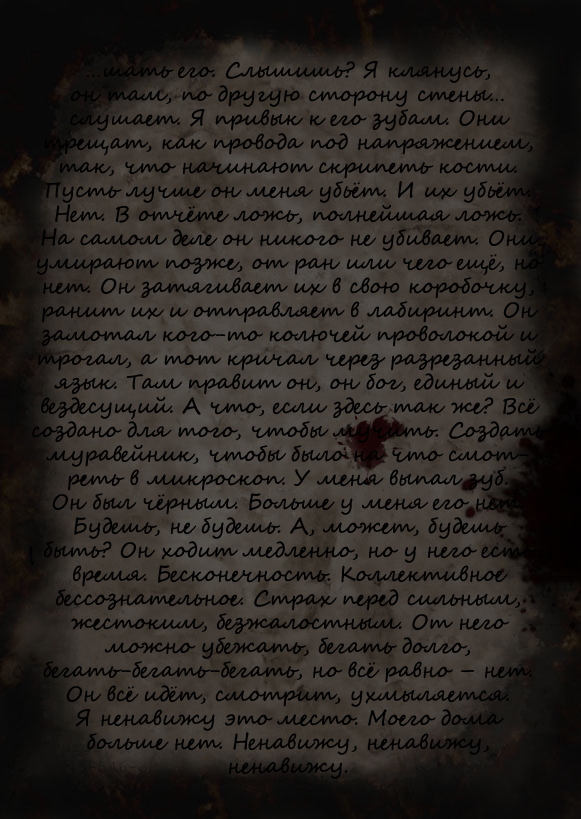 ...шать его. Слышишь? Я клянусь,
он там, по другую сторону стены...
слушает. Я привык к его зубам. Они
трещат, как провода под напряжением,
так, что начинают скрипеть кости.
Пусть лучше он меня убьёт. И их убьёт.
Нет. В отчёте ложь, полнейшая ложь.
На самом деле он никого не убивает. Они
умирают позже, от ран или чего ещё, но
нет. Он затягивает их в свою коробочку,
ранит их и отправляет в лабиринт. Он
замотал кого-то колючей проволокой и
трогал, а тот кричал через разрезанный
язык. Там правит он, он бог, единый и
вездесущий. А что, если здесь так же? Всё
создано для того, чтобы мучить. Создать
муравейник, чтобы было на что смот-
реть в микроскоп. У меня выпал зуб.
Он был чёрным. Больше у меня его нет.
Будешь, не будешь. А, может, будешь
быть? Он ходит медленно, но у него есть
время. Бесконечность. Коллективное
бессознательное. Страх перед сильным,
жестоким, безжалостным. От него
можно убежать, бегать долго,
бегать-бегать-бегать, но всё равно – нет.
Он всё идёт, смотрит, ухмыляется.
Я ненавижу это место. Моего дома
больше нет. Ненавижу, ненавижу,
ненавижу.